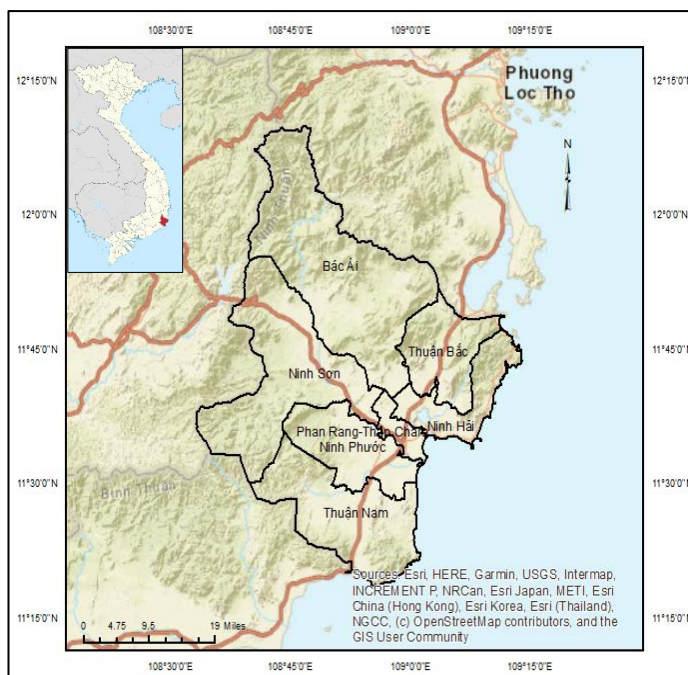 108°30'0"E 108°45'0"E 109°0'0"E 109°15'0"E
12°15'0"N 12°15'0"N
Phuong
Loc Tho
N
12°0'0"N 12°0'0"N
Ninh Thuận
Bác Ái
11°45'0"N 11°45'0"N
Thuận Bắc
Ninh Sơn
Ninh Hải
Phan Rang-Tháp Chàm
Ninh Phước
11°30'0"N 11°30'0"N
Bình Thuận
Thuận Nam
Sources: Esri, HERE, Garmin, USGS, Intermap,
INCREMENT P, NRCan, Esri Japan, METI, Esri
China (Hong Kong), Esri Korea, Esri (Thailand),
NGCC, (c) OpenStreetMap contributors, and the
GIS User Community
11°15'0"N 11°15'0"N
0 4.75 9.5 19 Miles
108°30'0"E 108°45'0"E 109°0'0"E 109°15'0"E